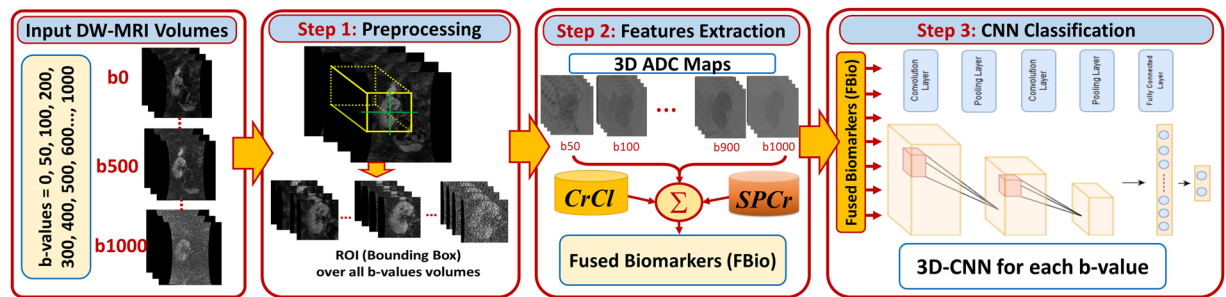 Input DW-MRI Volumes
b-values = 0, 50, 100, 200,
300, 400, 500, 600..., 1000
b0
b500
b1000
Step 1: Preprocessing
...
...
ROI (Bounding Box)
over all b-values volumes
Step 2: Features Extraction
3D ADC Maps
...
b50
b100
b900
b1000
CrCl
Σ
SPCr
Fused Biomarkers (FBio)
Step 3: CNN Classification
Fused Biomarkers (FBio)
Convolution
Layer
Pooling Layer
Convolution
Layer
Pooling Layer
Fully Connected
Layer
3D-CNN for each b-value